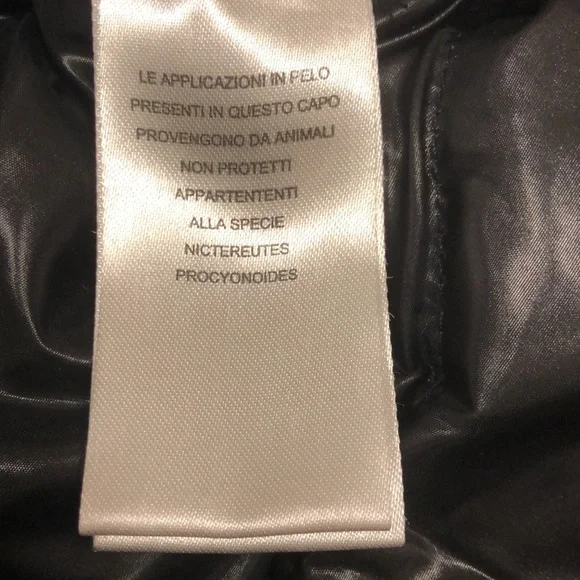 LE APPLICAZIONI IN PELO
PRESENTI IN QUESTO CAPO
PROVENGONO DA ANIMALI
NON PROTETTI
APPARTENTENTI
ALLA SPECIE
NICTEREUTES
PROCYONOIDES